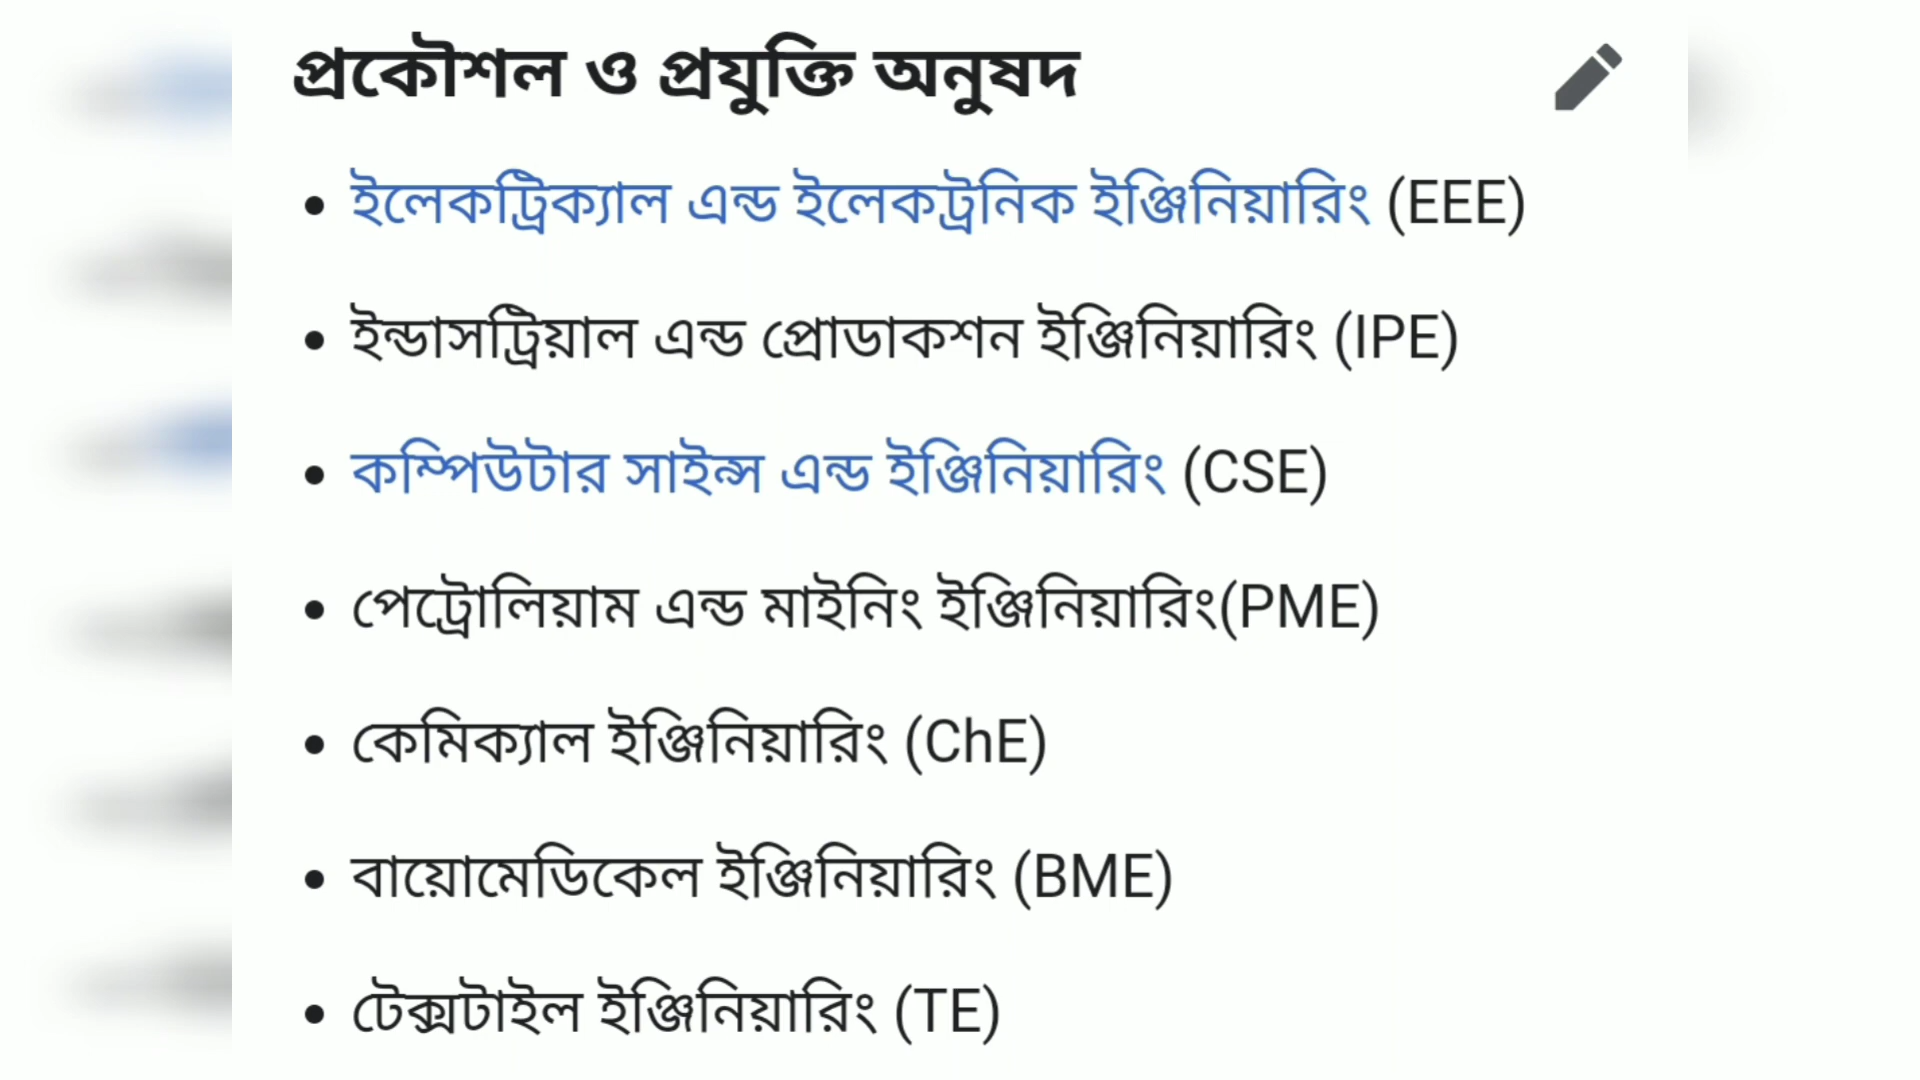 প্রকৌশল ও প্রযুক্তি অনুষদ
• ইলেকট্রিক্যাল এন্ড ইলেকট্রনিক ইঞ্জিনিয়ারিং (EEE)
• ইন্ডাসট্রিয়াল এন্ড প্রোডাকশন ইঞ্জিনিয়ারিং (IPE)
• কম্পিউটার সাইন্স এন্ড ইঞ্জিনিয়ারিং (CSE)
• পেট্রোলিয়াম এন্ড মাইনিং ইঞ্জিনিয়ারিং(PME)
• কেমিক্যাল ইঞ্জিনিয়ারিং (ChE)
• বায়োমেডিকেল ইঞ্জিনিয়ারিং (BME)
• টেক্সটাইল ইঞ্জিনিয়ারিং (TE)